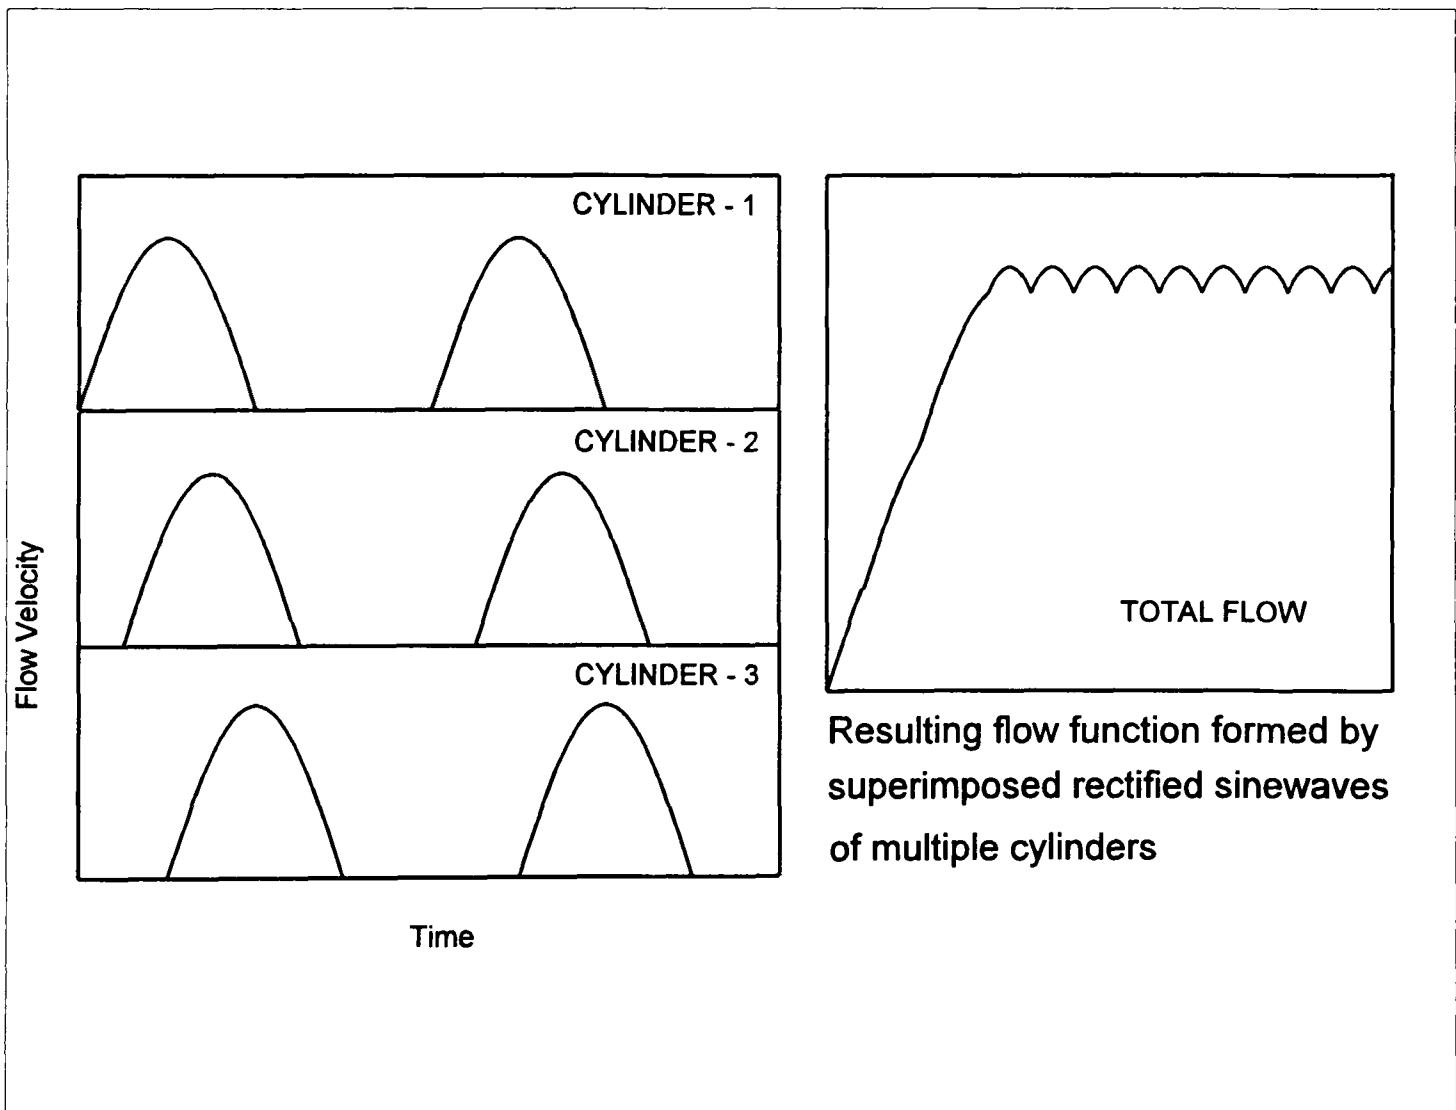 CYLINDER - 1
CYLINDER - 2
CYLINDER - 3
Flow Velocity
Time
TOTAL FLOW
Resulting flow function formed by
superimposed rectified sinewaves
of multiple cylinders